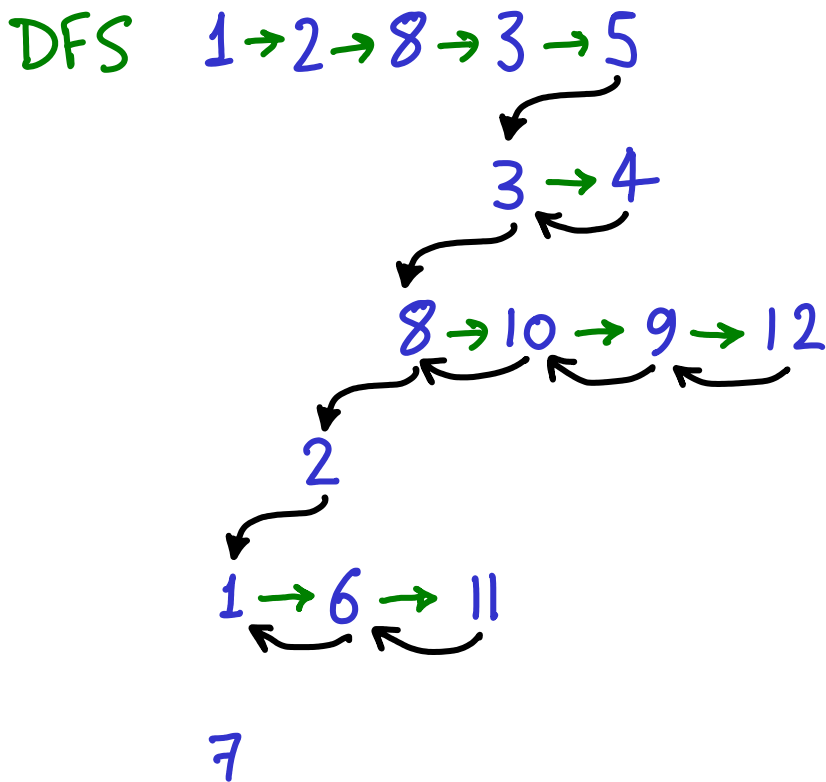 DFS 1 → 2 → 8 → 3 → 5
3 → 4
8 → 10 → 9 → 12
2
1 → 6 → 11
7